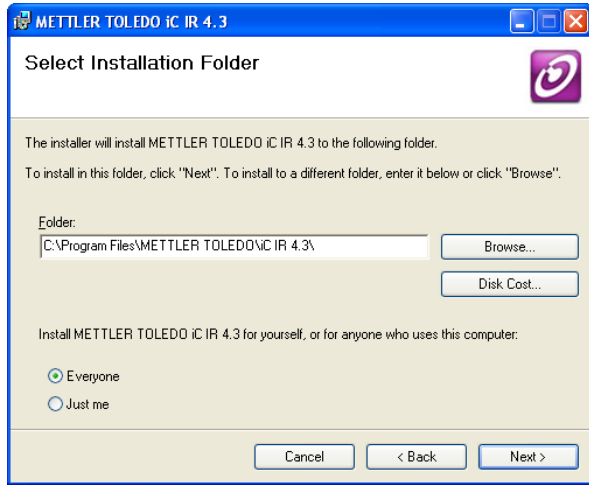 METTLER TOLEDO iC IR 4.3
Select Installation Folder
The installer will install METTLER TOLEDO iC IR 4.3 to the following folder.
To install in this folder, click "Next". To install to a different folder, enter it below or click "Browse".
Folder:
C:\Program Files\METTLER TOLEDO\iC IR 4.3\
Browse...
Disk Cost...
Install METTLER TOLEDO iC IR 4.3 for yourself, or for anyone who uses this computer:
Everyone
Just me
Cancel
< Back
Next >